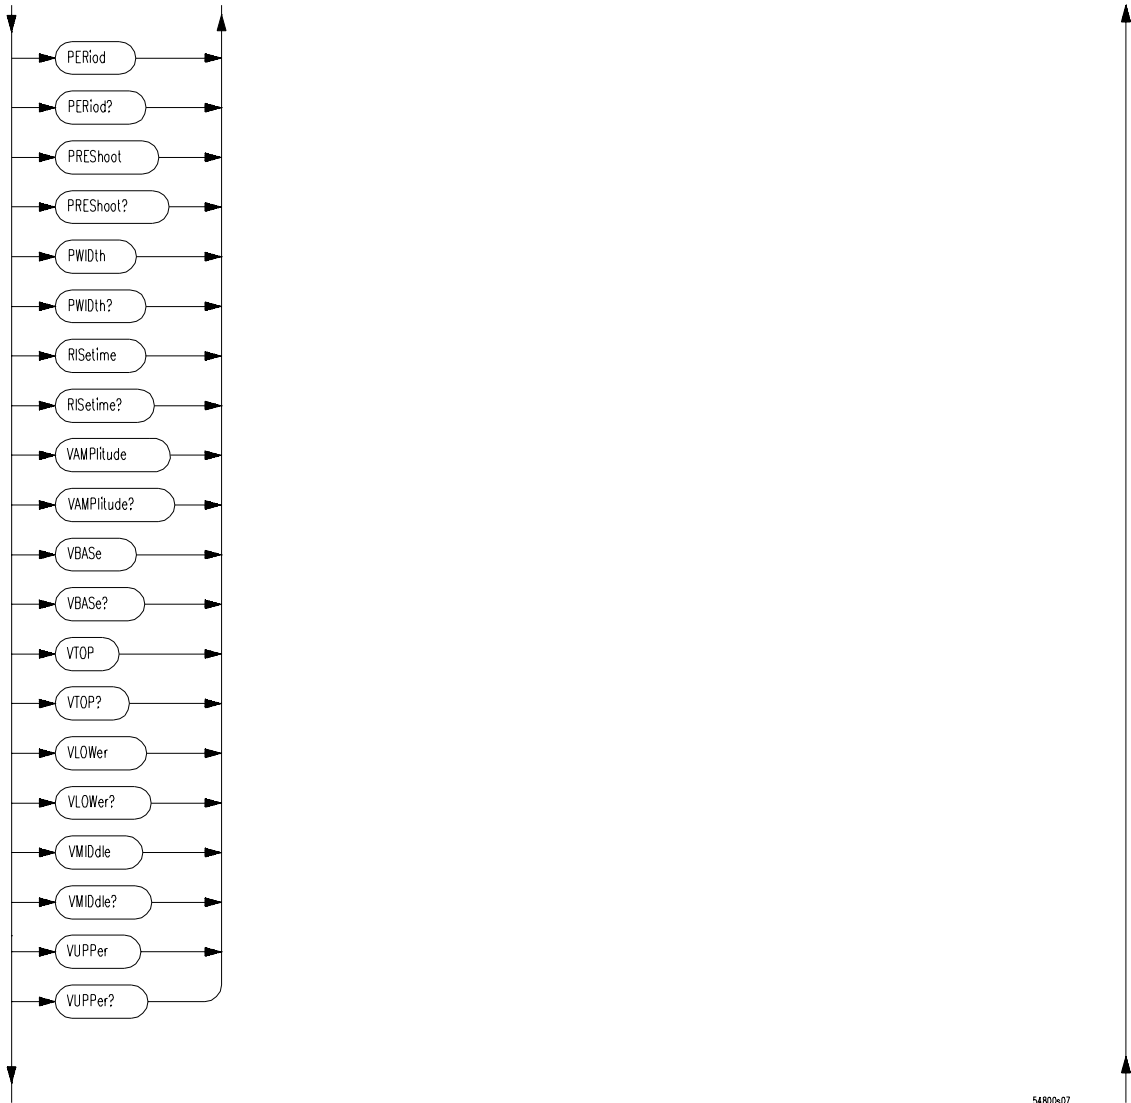 PERiod
PERiod?
PREShoot
PREShoot?
PWIDth
PWIDth?
RISetime
RISetime?
VAMPlitude
VAMPlitude?
VBASe
VBASe?
VTOP
VTOP?
VLOWer
VLOWer?
VMIDdle
VMIDdle?
VUPPer
VUPPer?
54800s07